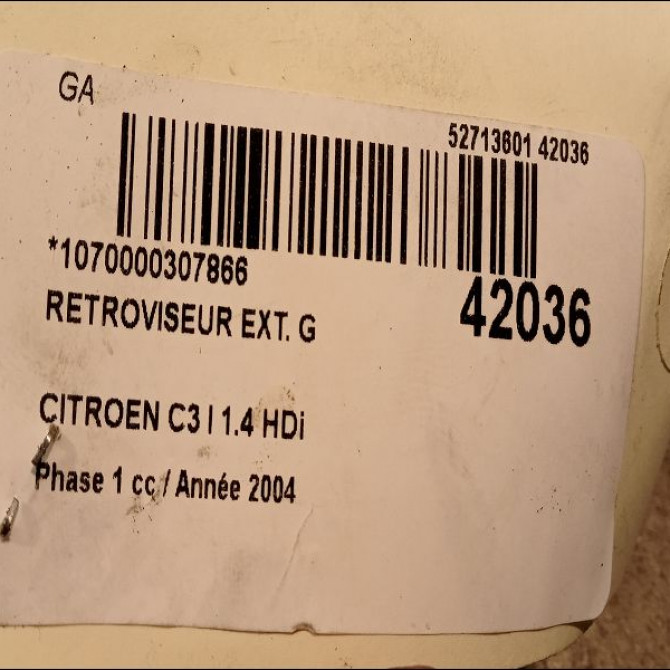 GA
52713601 42036
*1070000307866
42036
RETROVISEUR EXT. G
CITROEN C3 I 1.4 HDi
Phase 1 cc / Année 2004